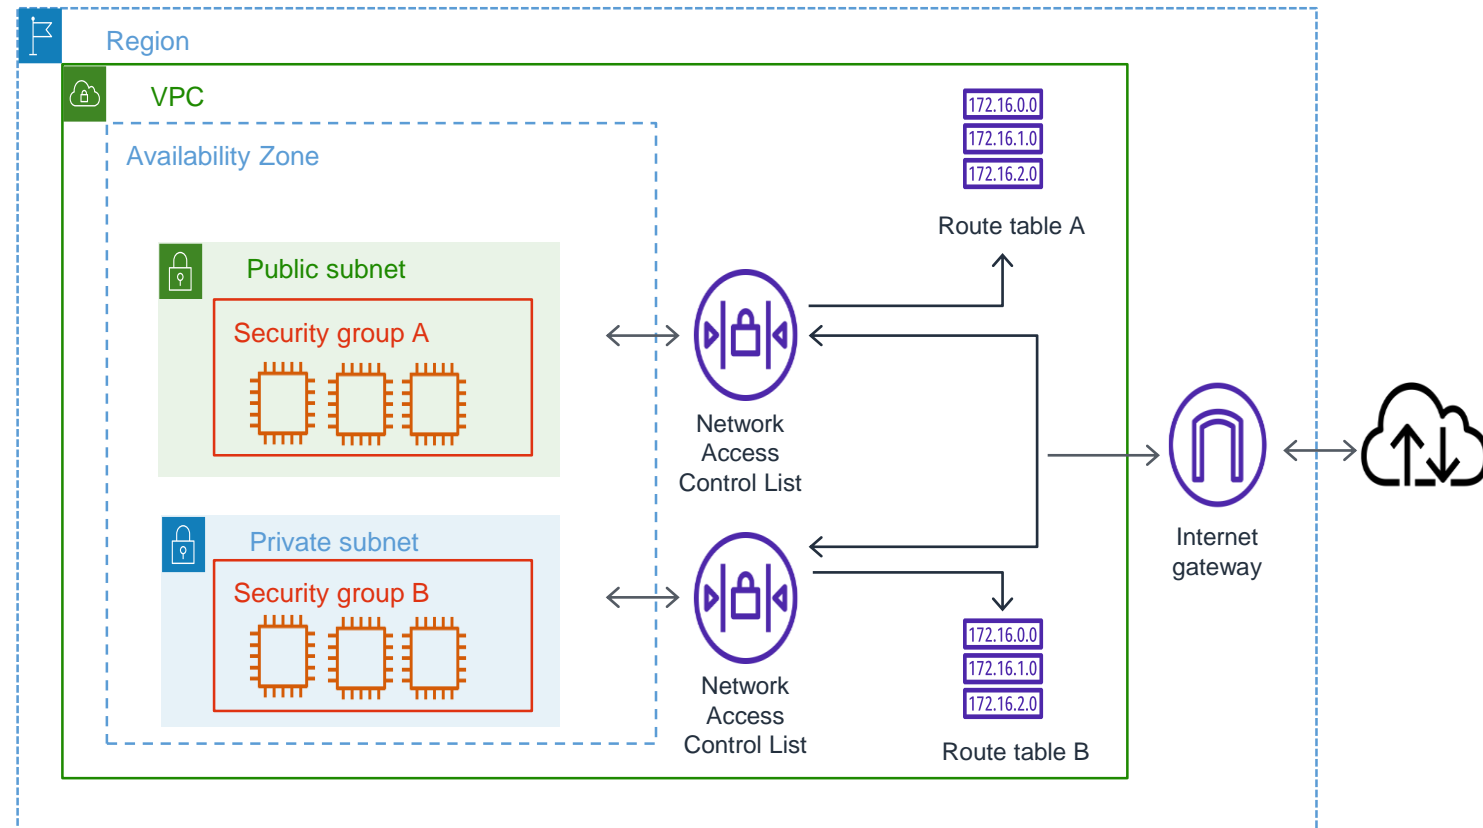 Region
VPC
Availability Zone
Public subnet
Security group A
Private subnet
Security group B
Network
Access
Control List
Network
Access
Control List
172.16.0.0
172.16.1.0
172.16.2.0
Route table A
172.16.0.0
172.16.1.0
172.16.2.0
Route table B
Internet
gateway